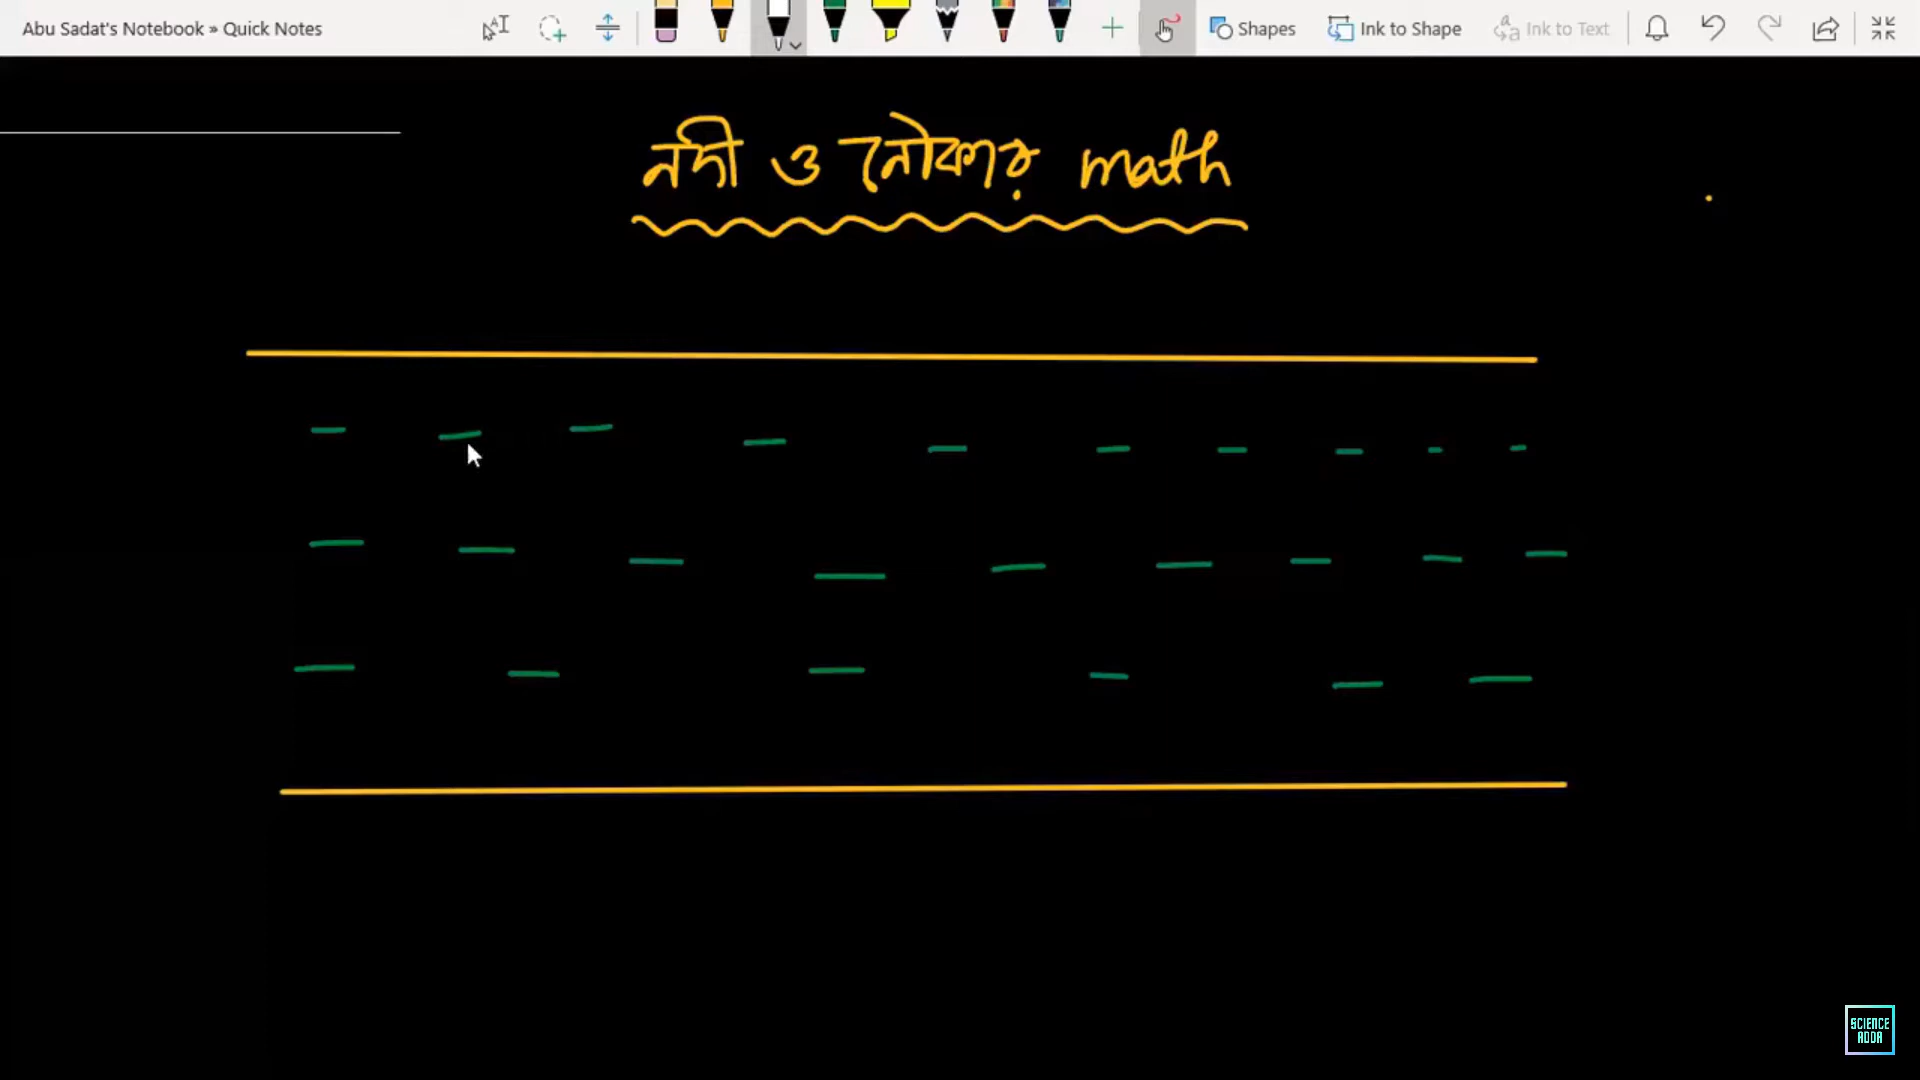 Abu Sadat's Notebook » Quick Notes
Shapes
Ink to Shape
Ink to Text
নদী ও নৌকার math
SCIENCE
ADDA